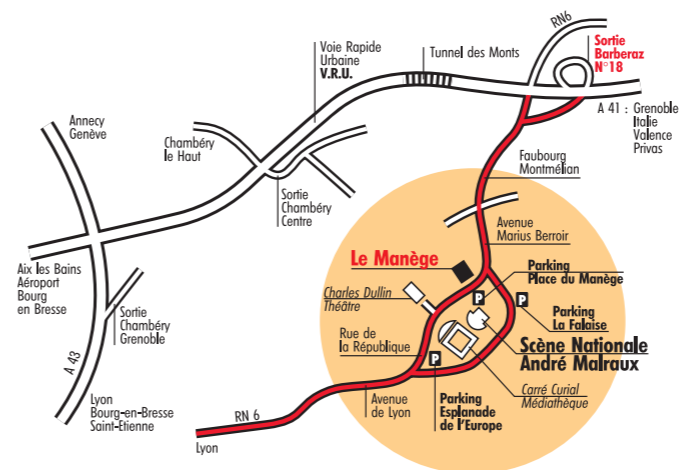 RN6
Sortie
Barberaz
N°18
Voie Rapide
Urbaine
V.R.U.
Tunnel des Monts
A 41 : Grenoble
Italie
Valence
Privas
Annecy
Genève
Chambéry
le Haut
Faubourg
Montmélian
Sortie
Chambéry
Centre
Avenue
Marius Berroir
Le Manège
Parking
Place du Manège
Aix les Bains
Aéroport
Bourg
en Bresse
Charles Dullin
Théâtre
P
P
Parking
La Falaise
Sortie
Chambéry
Grenoble
Rue de
la République
Scène Nationale
André Malraux
P
A 43
Carré Curial
Médiathèque
Lyon
Bourg-en-Bresse
Saint-Etienne
Avenue
de Lyon
Parking
Esplanade
de l'Europe
RN 6
Lyon